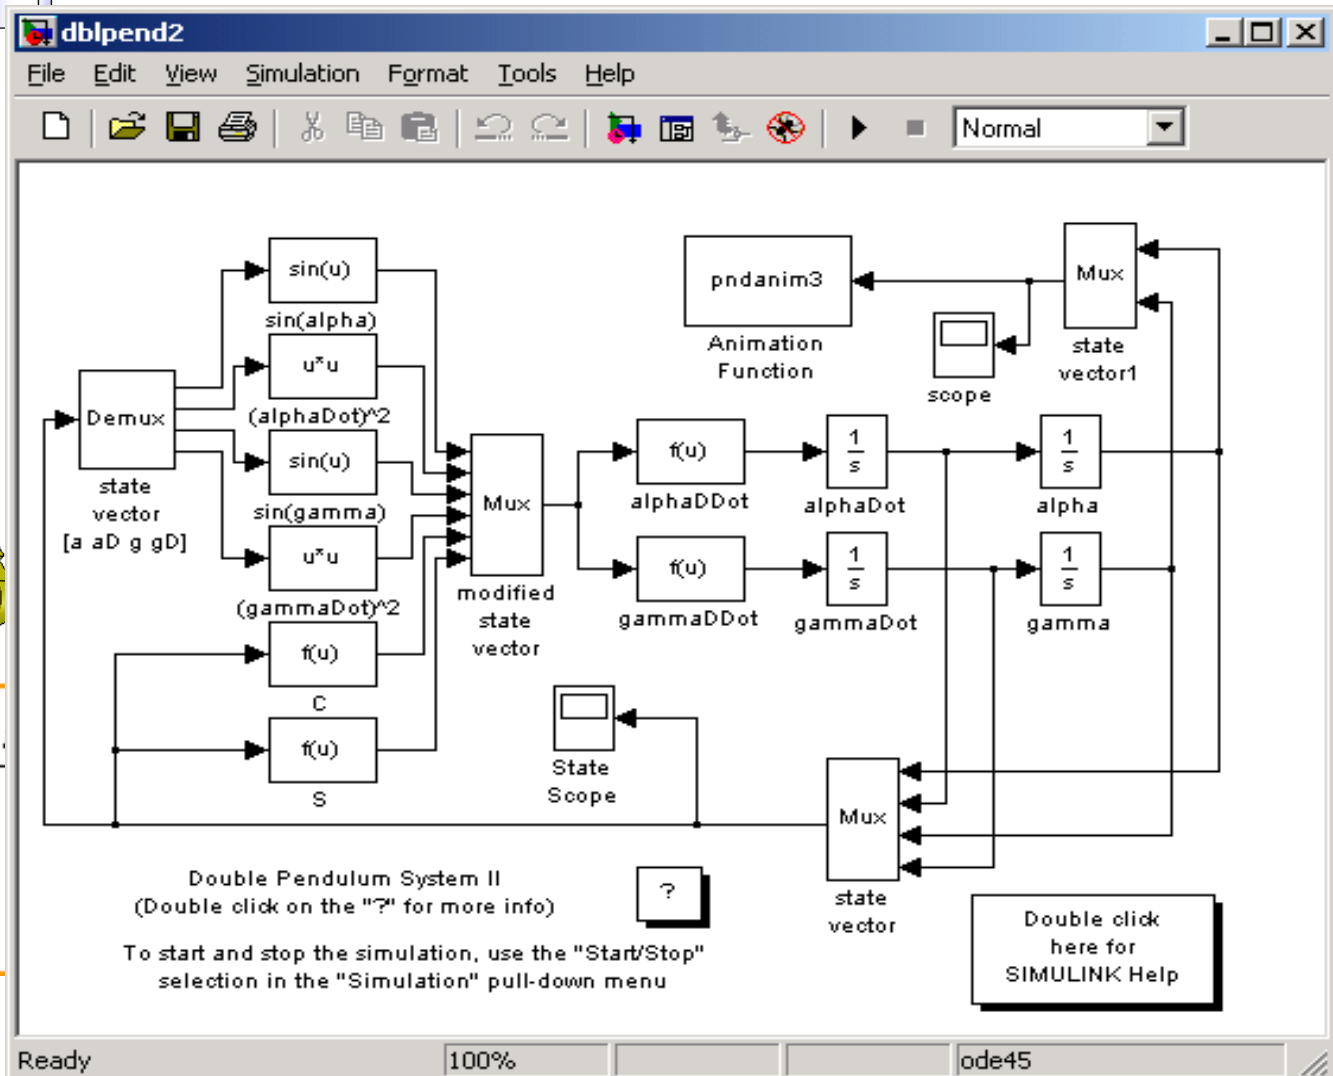 dblpend2
File Edit View Simulation Format Tools Help
Normal
sin(u)
sin(alpha)
u*u
(alphaDot)^2
Demux
state
vector
[a aD g gD]
sin(u)
sin(gamma)
u*u
(gammaDot)^2
f(u)
C
f(u)
S
Mux
modified
state
vector
pndanim3
Animation
Function
scope
Mux
state
vector1
f(u)
alphaDDot
1
s
alphaDot
1
s
alpha
f(u)
gammaDDot
1
s
gammaDot
1
s
gamma
State
Scope
Mux
state
vector
Double Pendulum System II
(Double click on the "?" for more info)
?
To start and stop the simulation, use the "Start/Stop"
selection in the "Simulation" pull-down menu
Double click
here for
SIMULINK Help
Ready 100% ode45